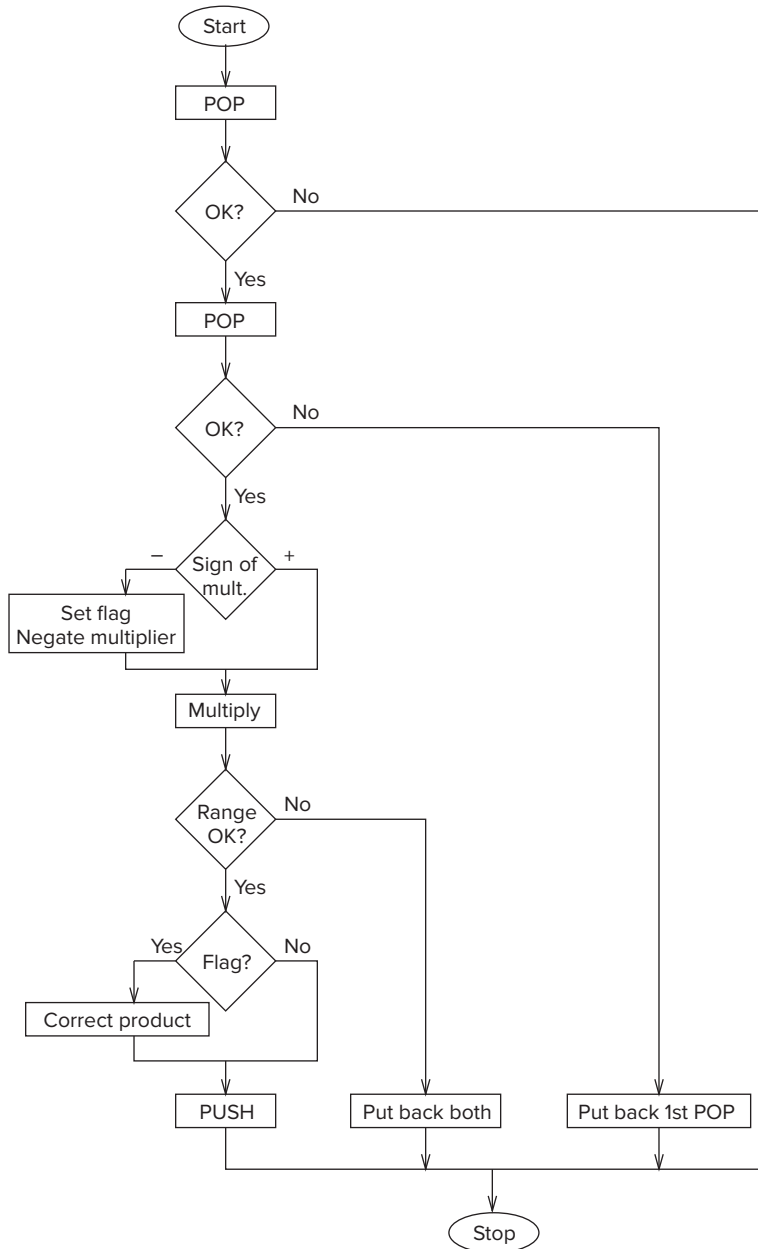 Start
POP
OK?
No
Yes
POP
OK?
No
Yes
−
Sign of
mult.
+
Set flag
Negate multiplier
Multiply
Range
OK?
No
Yes
Yes
Flag?
No
Correct product
PUSH
Put back both
Put back 1st POP
Stop